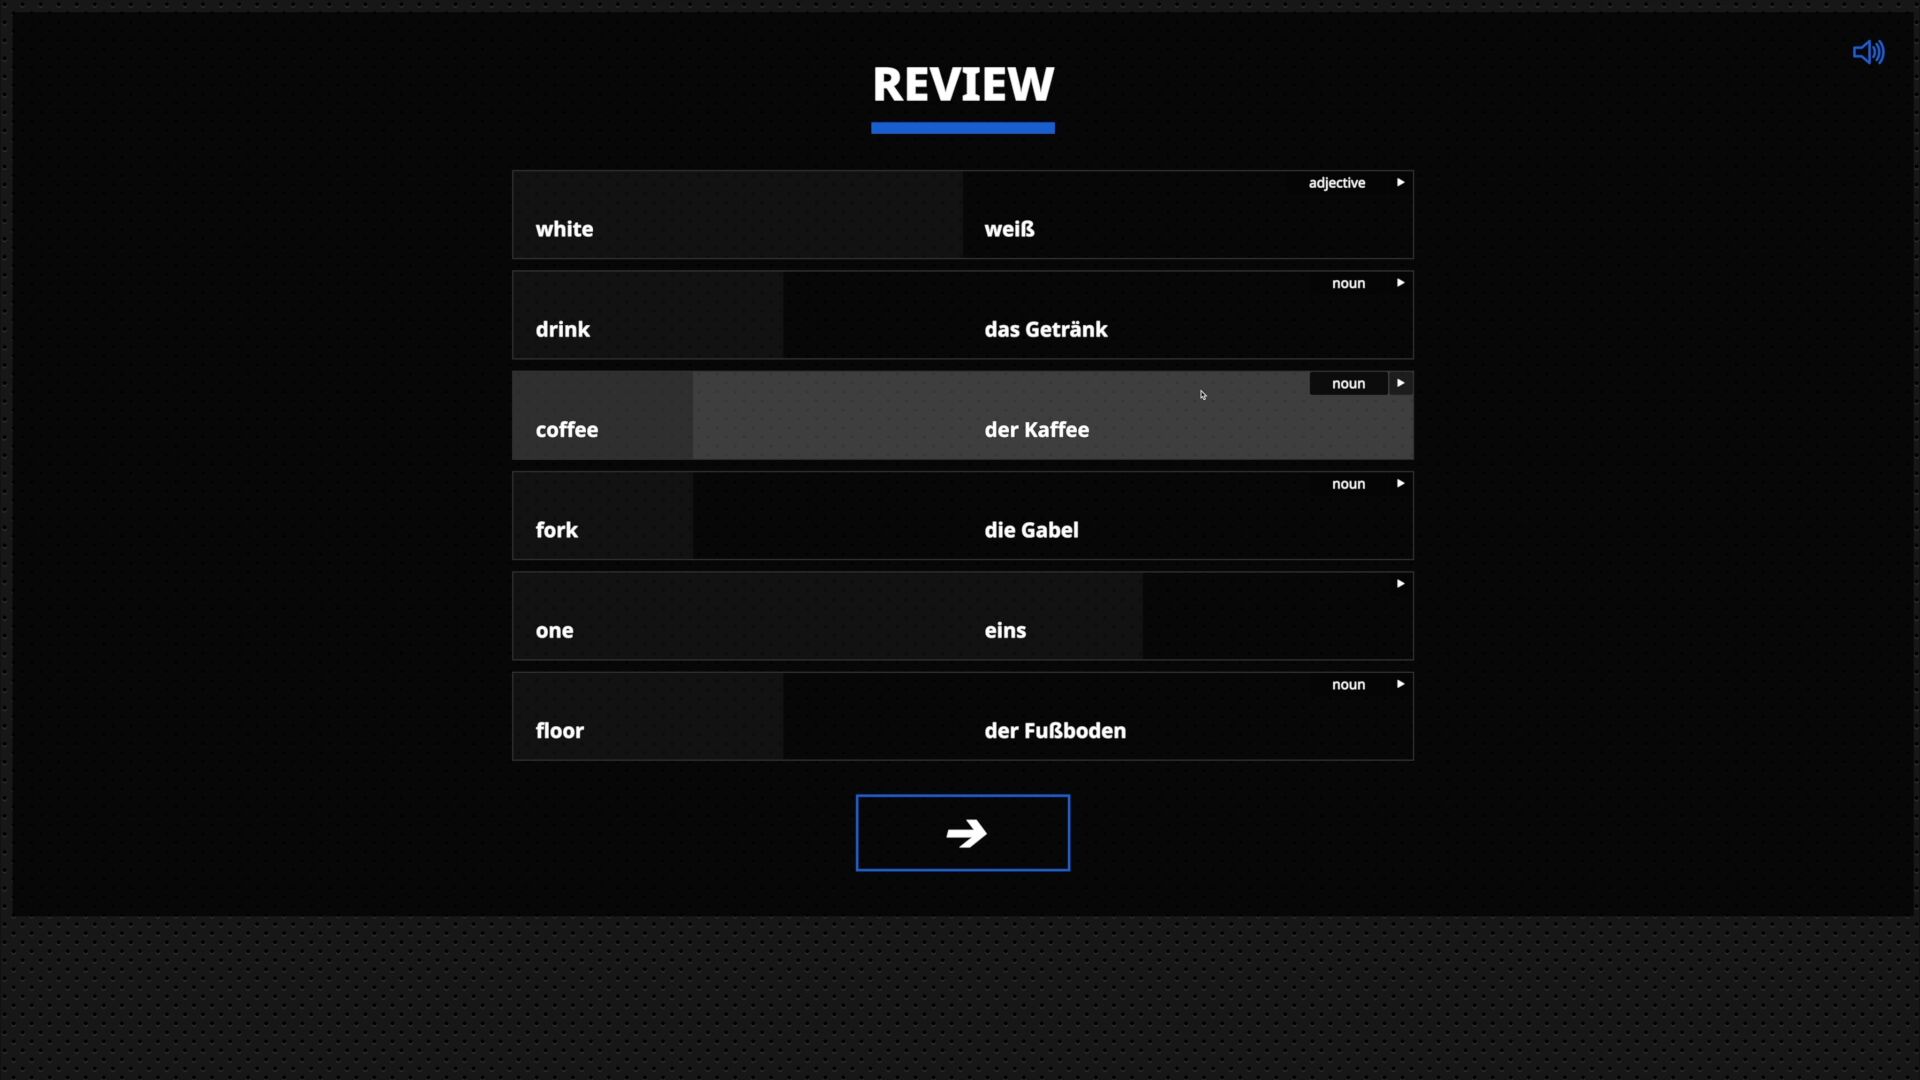 REVIEW
adjective
white weiß
noun
drink das Getränk
noun
coffee der Kaffee
noun
fork die Gabel
one eins
noun
floor der Fußboden